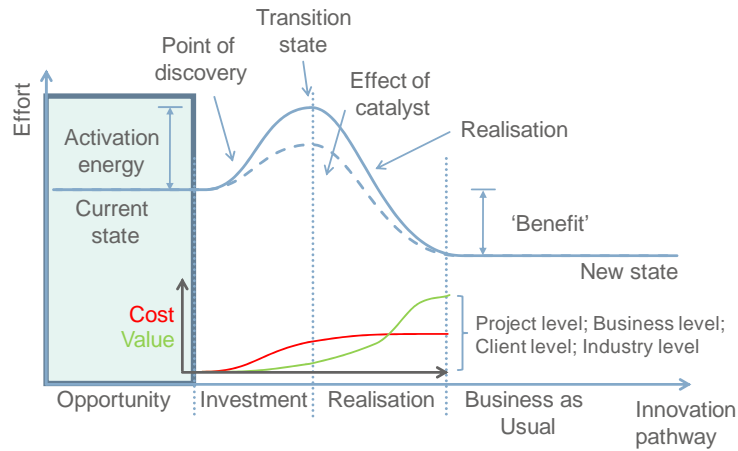 Transition
state
Point of
discovery
Effect of
catalyst
Effort
Activation
energy
Realisation
Current
state
'Benefit'
New state
Cost
Value
Project level; Business level;
Client level; Industry level
Opportunity
Investment
Realisation
Business as
Usual
Innovation
pathway